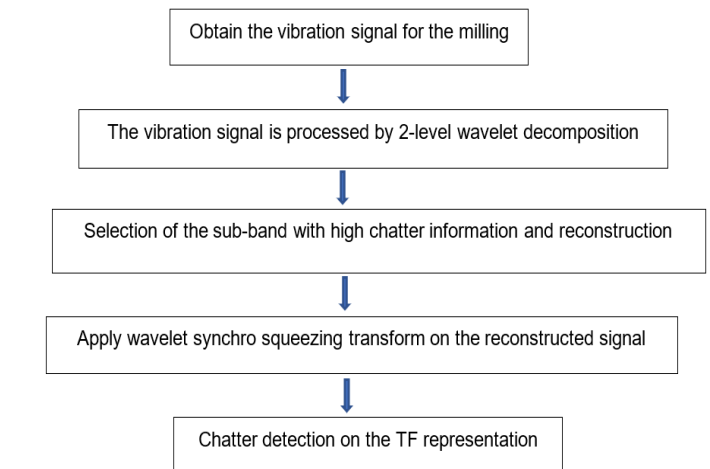 Obtain the vibration signal for the milling
The vibration signal is processed by 2-level wavelet decomposition
Selection of the sub-band with high chatter information and reconstruction
Apply wavelet synchro squeezing transform on the reconstructed signal
Chatter detection on the TF representation